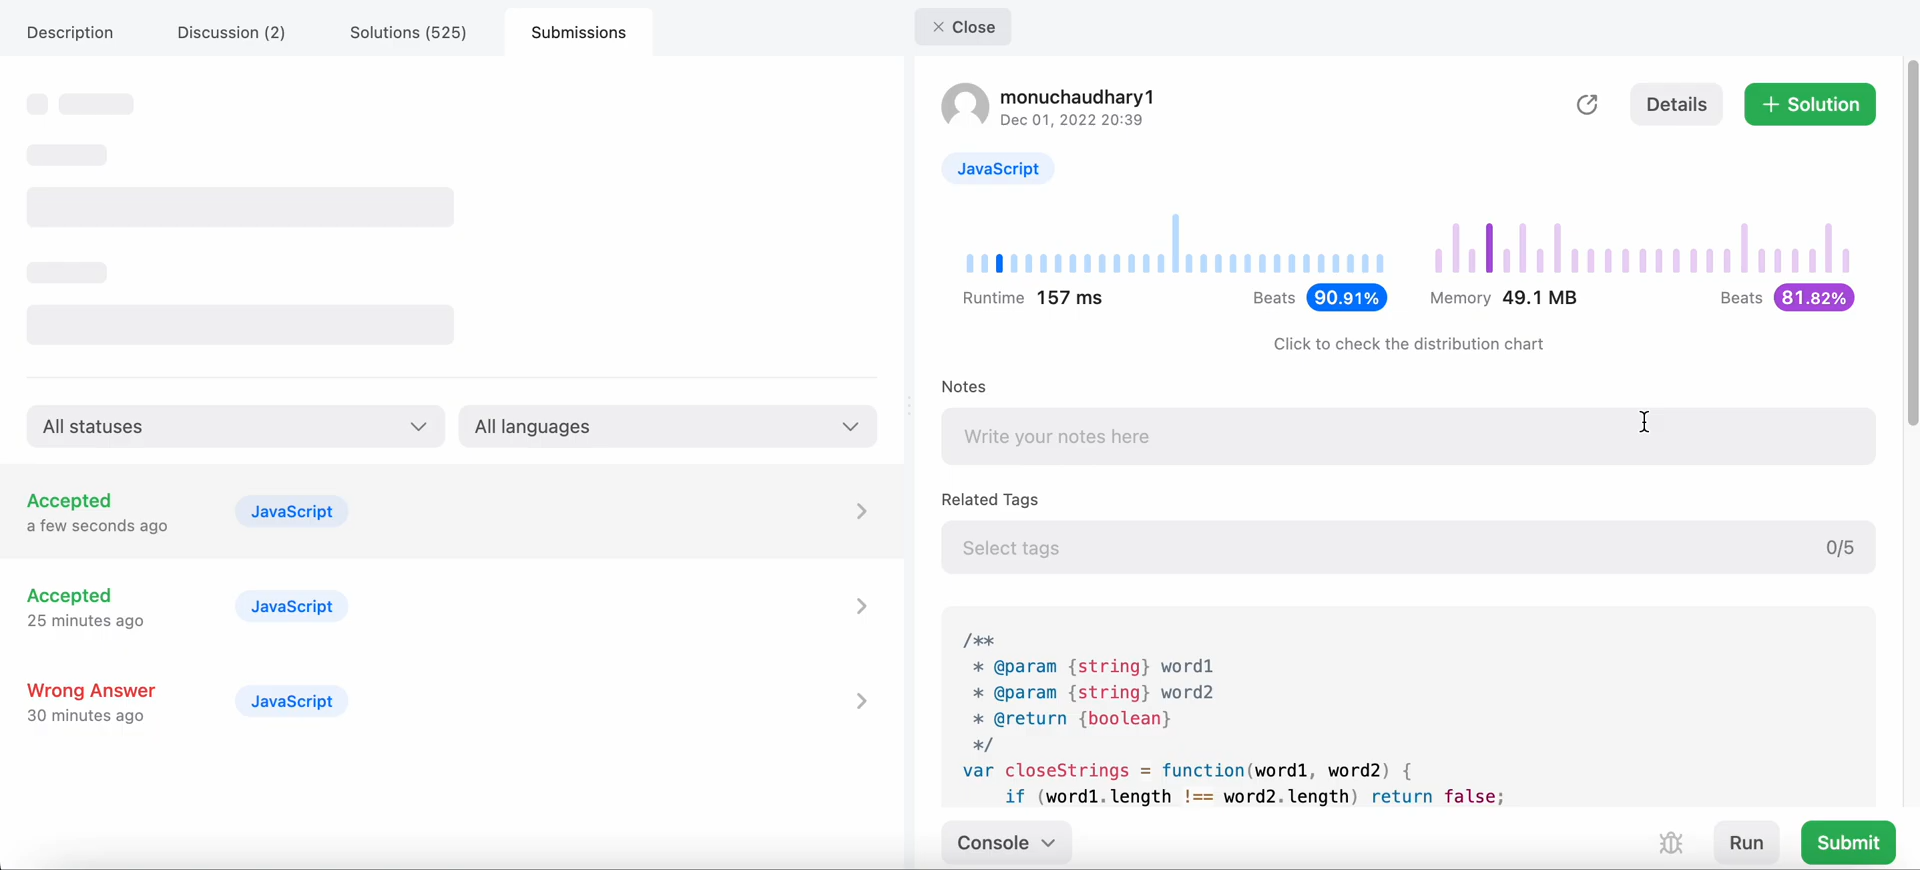 Description
Discussion (2)
Solutions (525)
Submissions
Close
monuchaudhary1
Dec 01, 2022 20:39
Details
+ Solution
JavaScript
Runtime 157 ms
Beats 90.91%
Memory 49.1 MB
Beats 81.82%
Click to check the distribution chart
Notes
Write your notes here
Related Tags
Select tags
0/5
All statuses
All languages
Accepted
a few seconds ago
JavaScript
Accepted
25 minutes ago
JavaScript
Wrong Answer
30 minutes ago
JavaScript
/**
 * @param {string} word1
 * @param {string} word2
 * @return {boolean}
 */
var closeStrings = function(word1, word2) {
    if (word1.length !== word2.length) return false;
Console
Run
Submit